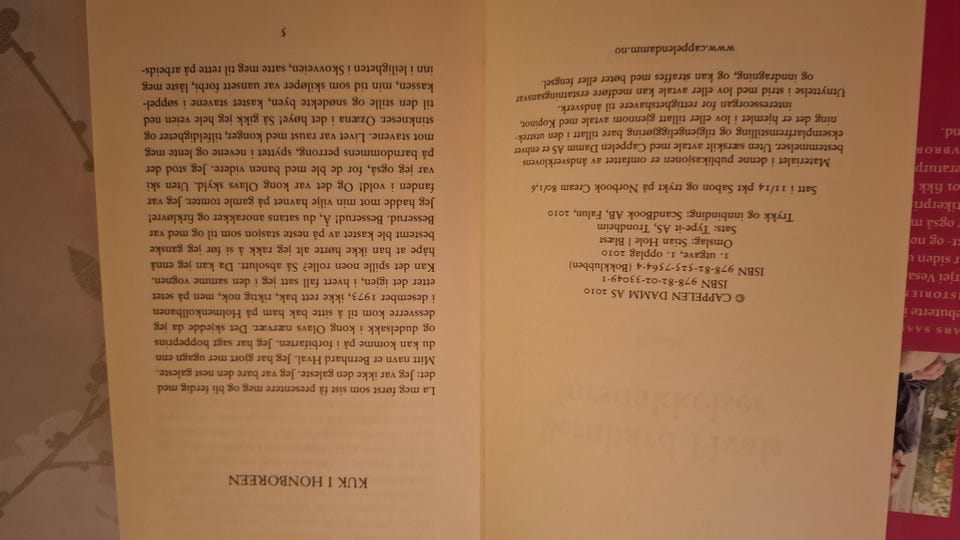 © CAPPELEN DAMM AS 2010
ISBN 978-82-02-33049-1
ISBN 978-82-525-7564-4 (Bokklubben)
1. utgave, 1. opplag 2010
Omslag: Stian Hole | Blæst
Sats: Type-it AS, Trondheim
Trykk og innbinding: ScandBook AB, Falun, 2010
Satt i 11/14 pkt Sabon og trykt på Norbook Cream 80/1,6
Materialet i denne publikasjonen er omfattet av åndsverklovens
bestemmelser. Uten særskilt avtale med Cappelen Damm AS er enhver
eksemplarfremstilling og tilgjengeliggjøring bare tillatt i den utstrek-
ning det er hjemlet i lov eller tillatt gjennom avtale med Kopinor,
interesseorgan for rettighetshavere til åndsverk.
Utnyttelse i strid med lov eller avtale kan medføre erstatningsansvar
og inndragning, og kan straffes med bøter eller fengsel.
www.cappelendamm.no
KUK I HONBOREEN
La meg først som sist få presentere meg og bli ferdig med
det: Jeg var ikke den galeste. Jeg var bare den nest galeste.
Mitt navn er Bernhard Hval. Jeg har gjort mer ugagn enn
du kan komme på i forbifarten. Jeg har sagt hoppeprins
og dudelsækk i kong Olavs nærvær. Det skjedde da jeg
dessverre kom til å sitte bak ham på Holmenkollbanen
i desember 1973, ikke rett bak, riktig nok, men på setet
etter det igjen, i hvert fall satt jeg i den samme vognen.
Kan det spille noen rolle? Så absolutt. Da kan jeg ennå
håpe at han ikke hørte alt jeg rakk å si før jeg ganske
bestemt ble kastet av på neste stasjon som til og med var
Besserud. Besserud! Å, du satans anorakker og firkløver!
Jeg hadde mot min vilje havnet på gamle tomter. Jeg var
fanden i vold! Og det var kong Olavs skyld. Uten ski
var jeg også, for de ble med banen videre. Jeg stod der
på barndommens perrong, spyttet i nevene og lente meg
mot stavene. Livet var raust med konger, tilfeldigheter og
stinkneser. Ozæna i det høye! Så gikk jeg hele veien ned
til den stille og snødekte byen, kastet stavene i søppel-
kassen, min tid som skiløper var uansett forbi, låste meg
inn i leiligheten i Skovveien, satte meg til rette på arbeids-
5